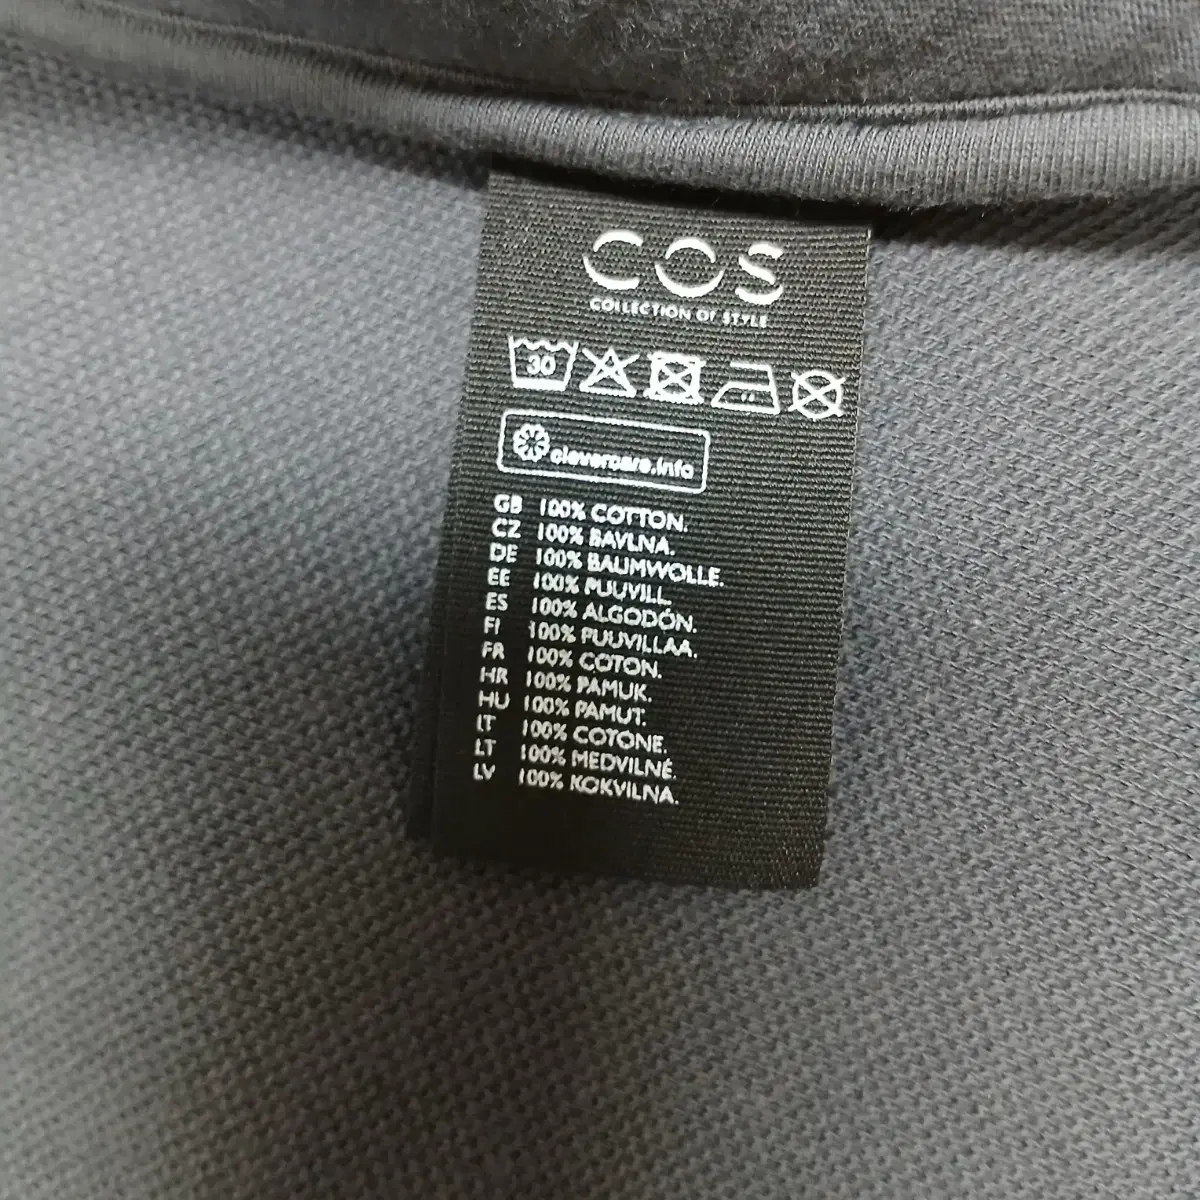 COS
COLLECTION OF STYLE
30
clevercare.info
GB 100% COTTON.
CZ 100% BAVLNA.
DE 100% BAUMWOLLE.
EE 100% PUUVILL.
ES 100% ALGODÓN.
FI 100% PUUVILLAA.
FR 100% COTON.
HR 100% PAMUK.
HU 100% PAMUT.
IT 100% COTONE.
LT 100% MEDVILNÉ.
LV 100% KOKVILNA.